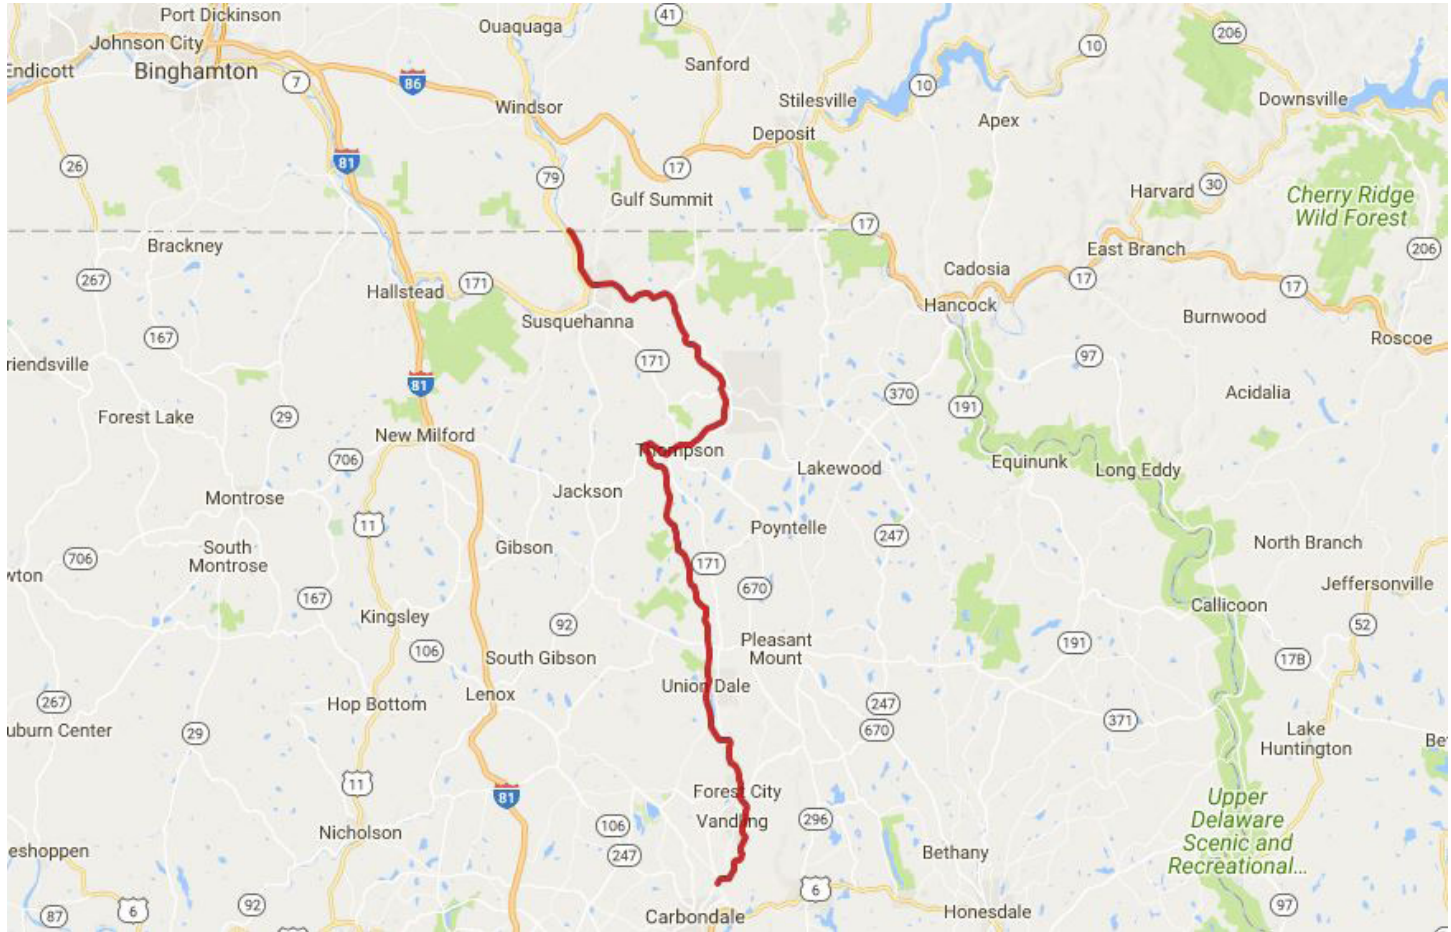 Port Dickinson
Ouaquaga
41
206
Johnson City
10
Endicott
Binghamton
7
86
Sanford
10
Windsor
Stilesville
Downsville
Deposit
Apex
26
81
17
79
Gulf Summit
Harvard
30
Cherry Ridge
Wild Forest
17
Brackney
East Branch
206
267
171
Hallstead
Cadosia
17
17
Hancock
Susquehanna
Burnwood
167
Roscoe
riendsville
171
97
81
370
191
Acidalia
Forest Lake
29
New Milford
706
Thompson
Lakewood
Equinunk
Long Eddy
Montrose
Jackson
11
Poyntelle
247
South
Montrose
Gibson
North Branch
706
171
wton
670
Jeffersonville
167
Kingsley
Callicoon
92
52
106
Pleasant
Mount
191
South Gibson
178
267
Hop Bottom
Lenox
Union Dale
247
uburn Center
29
670
371
Lake
Huntington
Be
11
81
Forest City
Upper
Delaware
Scenic and
Recreational...
Vandling
106
296
Nicholson
247
eshoppen
Bethany
6
87
6
92
Carbondale
Honesdale
97